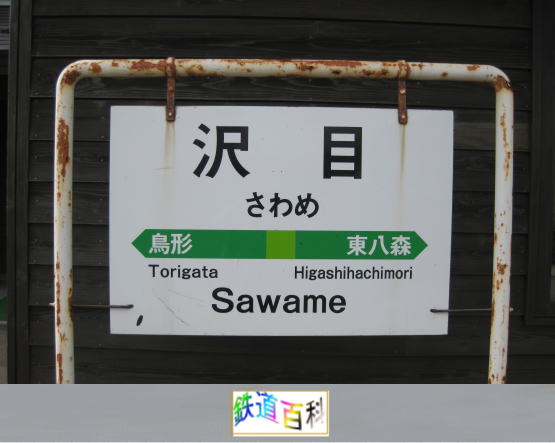 沢 目
さわめ
鳥形 東八森
Torigata Higashihachimori
Sawame
鉄道百科